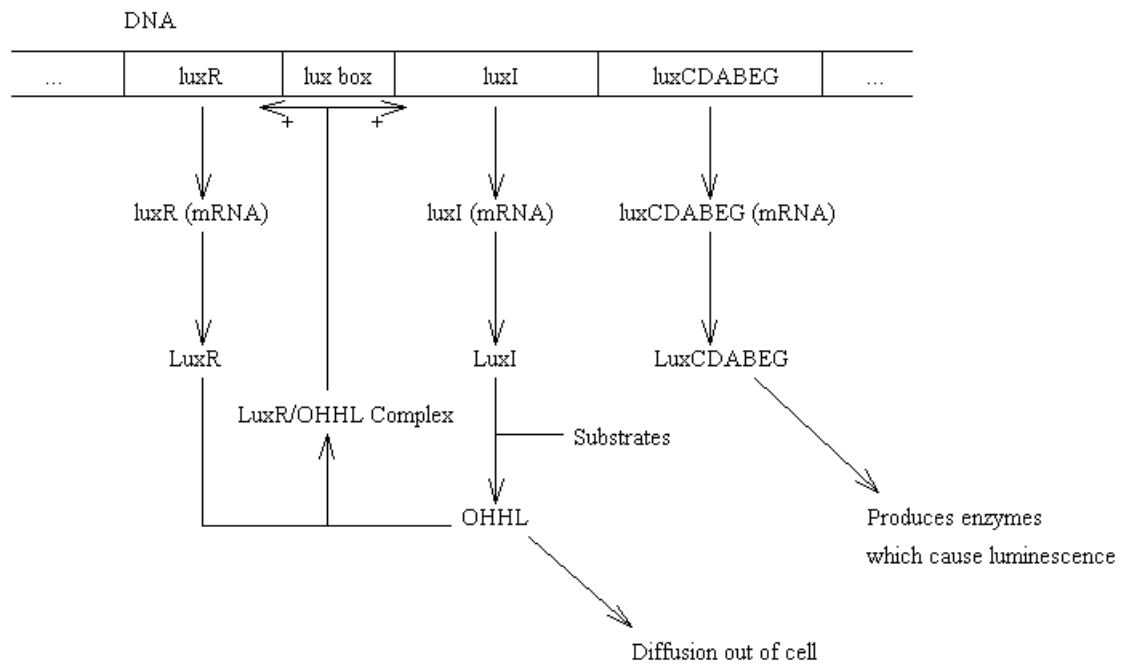 DNA
... luxR lux box luxI luxCDABEG ...
+ +
luxR (mRNA) luxI (mRNA) luxCDABEG (mRNA)
LuxR LuxI LuxCDABEG
LuxR/OHHL Complex
Substrates
OHHL
Produces enzymes
which cause luminescence
Diffusion out of cell